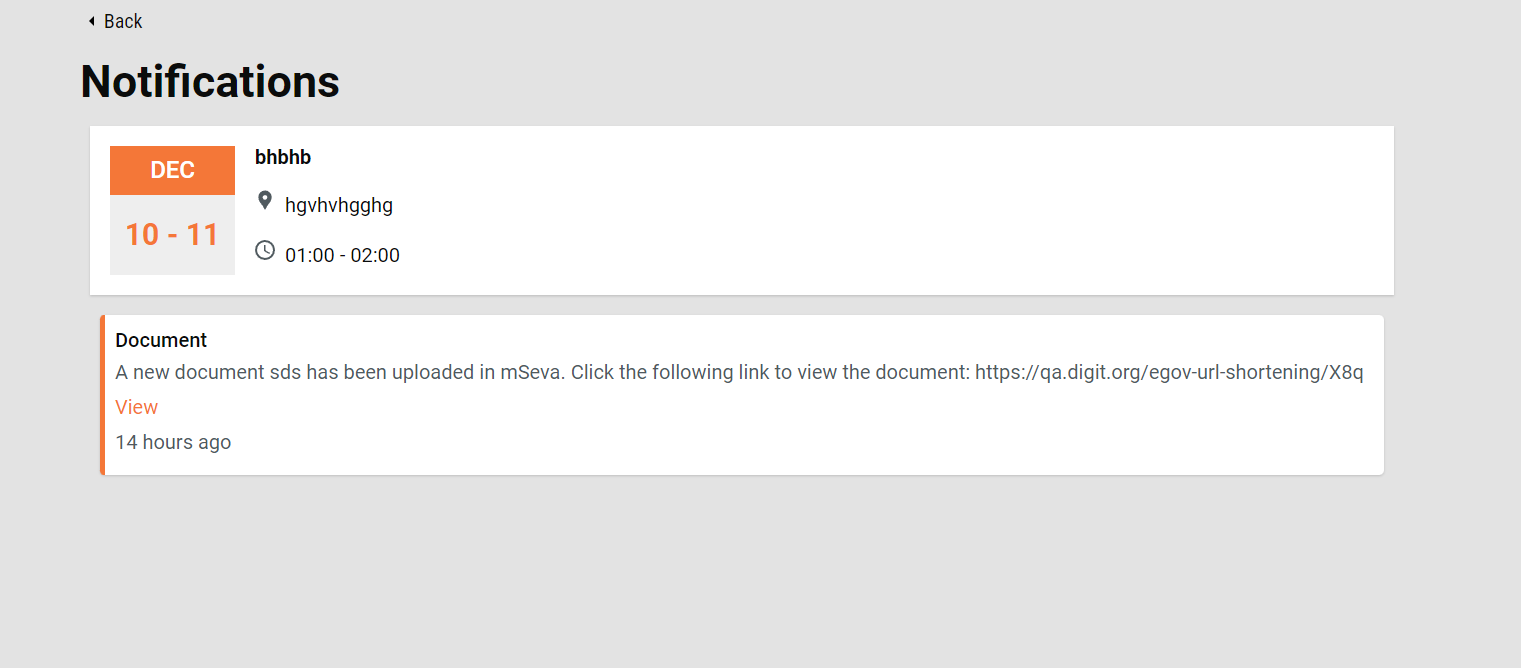 Back
Notifications
DEC
10 - 11
bhbhb
hgvhvhgghg
01:00 - 02:00
Document
A new document sds has been uploaded in mSeva. Click the following link to view the document: https://qa.digit.org/egov-url-shortening/X8q
View
14 hours ago